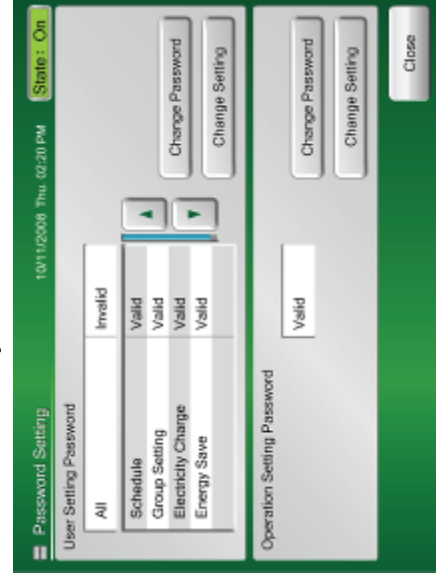 Password Setting 10/11/2008 Thu 02:20 PM State: On
User Setting Password
All Invalid
Schedule Valid
Group Setting Valid
Electricity Charge Valid
Energy Save Valid
Change Password
Change Setting
Operation Setting Password
Valid
Change Password
Change Setting
Close